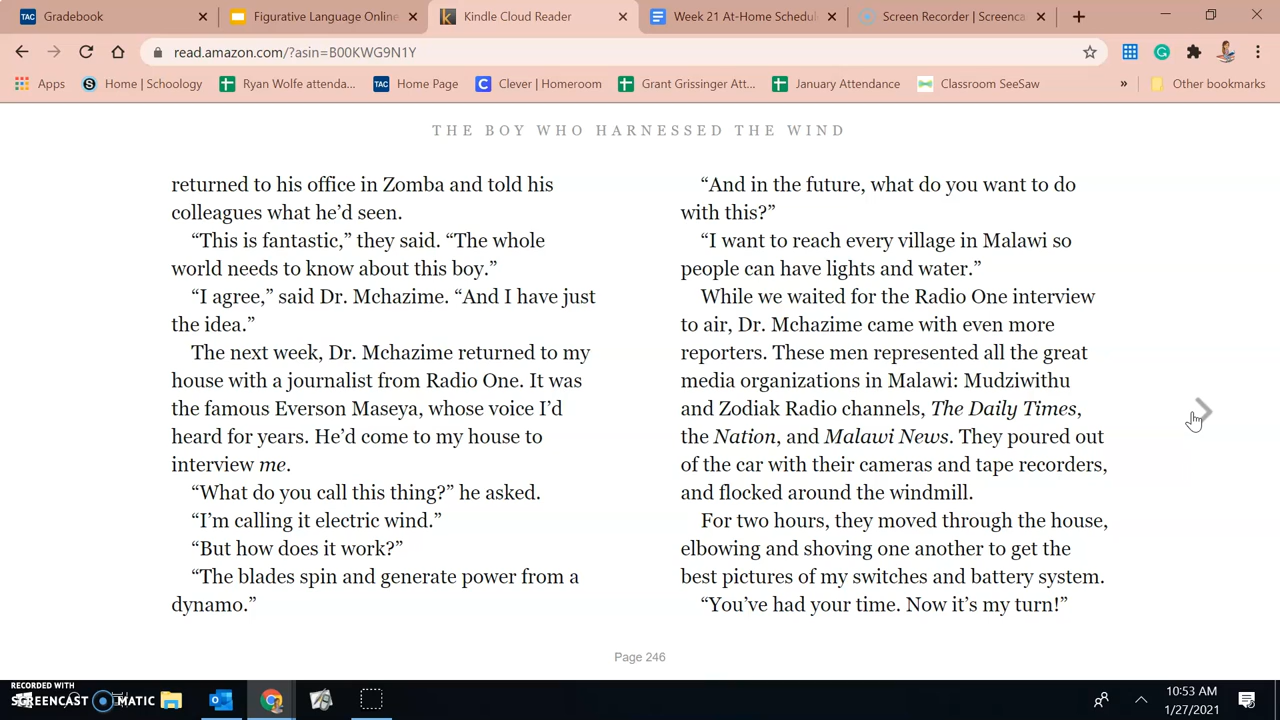 Gradebook
Figurative Language Onlin
Kindle Cloud Reader
Week 21 At-Home Schedul
Screen Recorder | Screenca
read.amazon.com/?asin=B00KWG9N1Y
Apps
Home | Schoology
Ryan Wolfe attenda...
Home Page
Clever | Homeroom
Grant Grissinger Att...
January Attendance
Classroom SeeSaw
»
Other bookmarks
THE BOY WHO HARNESSED THE WIND
returned to his office in Zomba and told his
colleagues what he’d seen.
“This is fantastic,” they said. “The whole
world needs to know about this boy.”
“I agree,” said Dr. Mchazime. “And I have just
the idea.”
The next week, Dr. Mchazime returned to my
house with a journalist from Radio One. It was
the famous Everson Maseya, whose voice I’d
heard for years. He’d come to my house to
interview me.
“What do you call this thing?” he asked.
“I’m calling it electric wind.”
“But how does it work?”
“The blades spin and generate power from a
dynamo.”
“And in the future, what do you want to do
with this?”
“I want to reach every village in Malawi so
people can have lights and water.”
While we waited for the Radio One interview
to air, Dr. Mchazime came with even more
reporters. These men represented all the great
media organizations in Malawi: Mudziwithu
and Zodiak Radio channels, The Daily Times,
the Nation, and Malawi News. They poured out
of the car with their cameras and tape recorders,
and flocked around the windmill.
For two hours, they moved through the house,
elbowing and shoving one another to get the
best pictures of my switches and battery system.
“You’ve had your time. Now it’s my turn!”
Page 246
RECORDED WITH
SCREENCAST MATIC
10:53 AM
1/27/2021